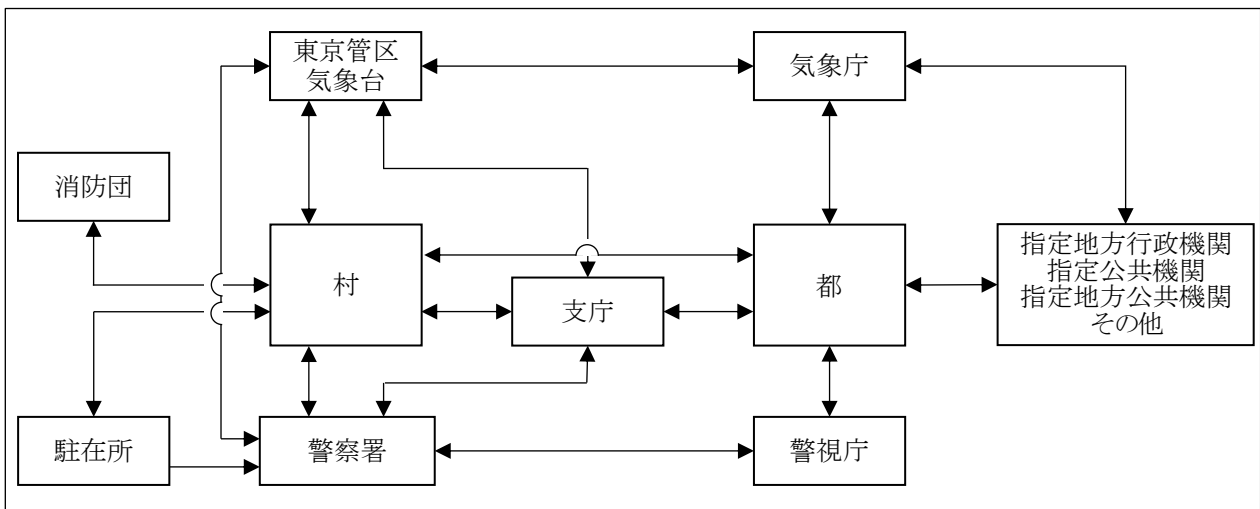 東京管区
気象台
気象庁
消防団
村
支庁
都
指定地方行政機関
指定公共機関
指定地方公共機関
その他
駐在所
警察署
警視庁